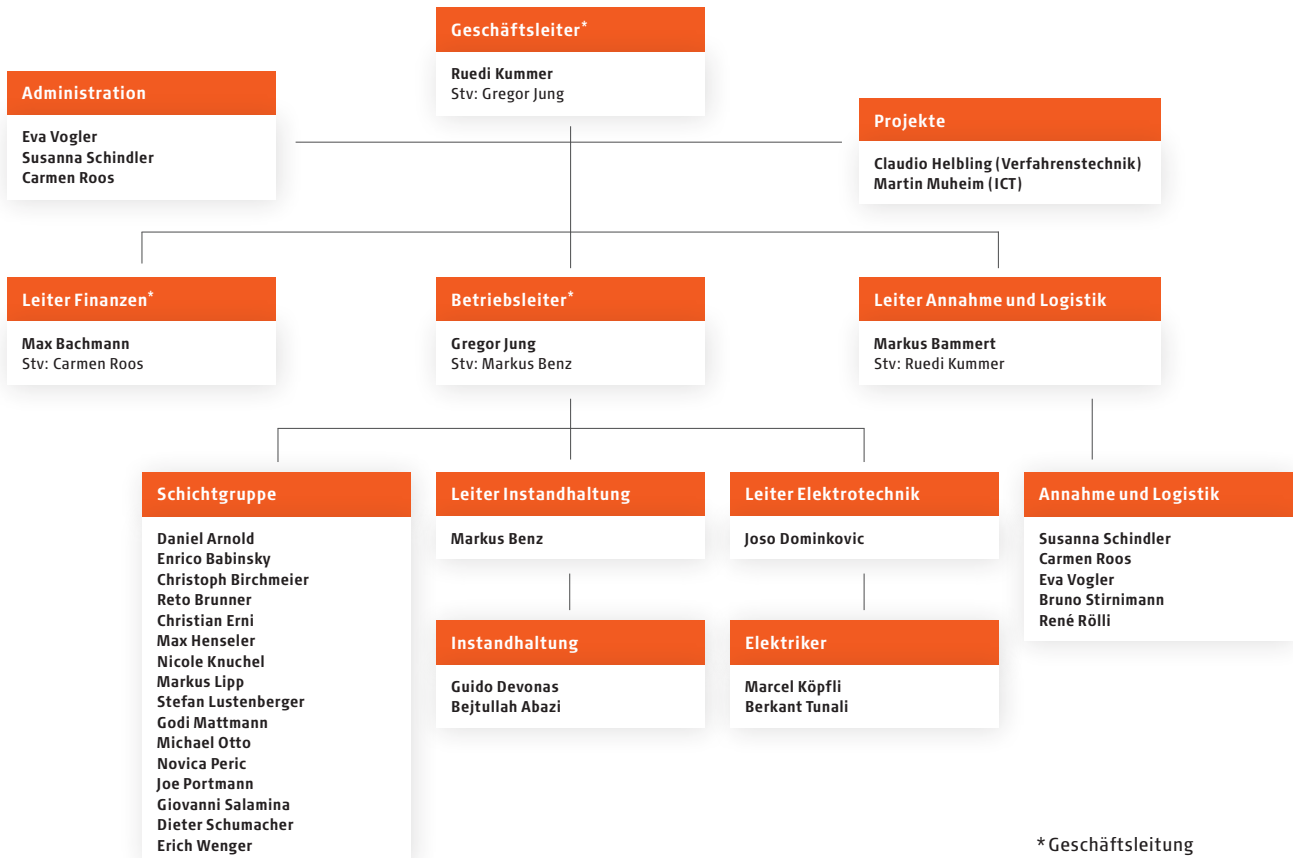 Geschäftsleiter*
Ruedi Kummer
Stv: Gregor Jung
Administration
Eva Vogler
Susanna Schindler
Carmen Roos
Projekte
Claudio Helbling (Verfahrenstechnik)
Martin Muheim (ICT)
Leiter Finanzen*
Max Bachmann
Stv: Carmen Roos
Betriebsleiter*
Gregor Jung
Stv: Markus Benz
Leiter Annahme und Logistik
Markus Bammert
Stv: Ruedi Kummer
Schichtgruppe
Daniel Arnold
Enrico Babinsky
Christoph Birchmeier
Reto Brunner
Christian Erni
Max Henseler
Nicole Knuchel
Markus Lipp
Stefan Lustenberger
Godi Mattmann
Michael Otto
Novica Peric
Joe Portmann
Giovanni Salamina
Dieter Schumacher
Erich Wenger
Leiter Instandhaltung
Markus Benz
Instandhaltung
Guido Devonas
Bejtullah Abazi
Leiter Elektrotechnik
Joso Dominkovic
Elektriker
Marcel Köpfli
Berkant Tunali
Annahme und Logistik
Susanna Schindler
Carmen Roos
Eva Vogler
Bruno Stirnimann
René Rölli
* Geschäftsleitung